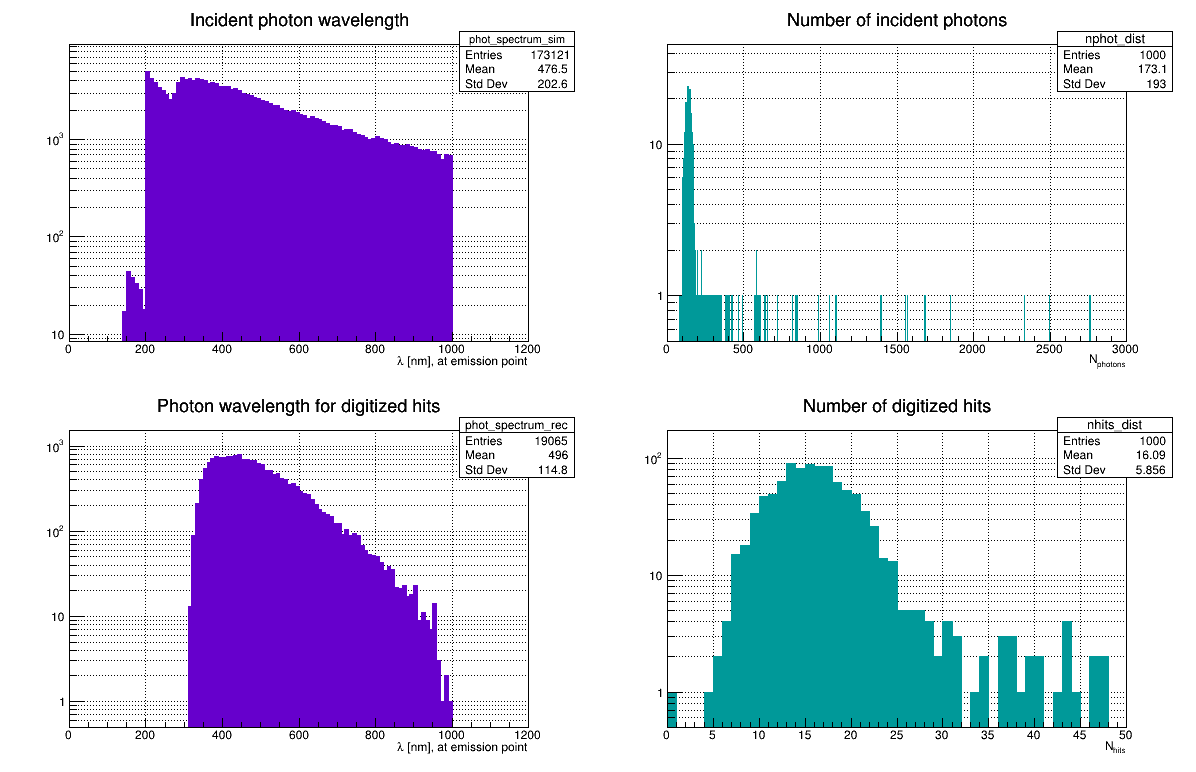 Incident photon wavelength
phot_spectrum_sim
Entries 173121
Mean 476.5
Std Dev 202.6
10³
10²
10
0 200 400 600 800 1000 1200
λ [nm], at emission point
Number of incident photons
nphot_dist
Entries 1000
Mean 173.1
Std Dev 193
10
1
0 500 1000 1500 2000 2500 3000
Nphotons
Photon wavelength for digitized hits
phot_spectrum_rec
Entries 19065
Mean 496
Std Dev 114.8
10³
10²
10
1
0 200 400 600 800 1000 1200
λ [nm], at emission point
Number of digitized hits
nhits_dist
Entries 1000
Mean 16.09
Std Dev 5.856
10²
10
1
0 5 10 15 20 25 30 35 40 45 50
Nhits